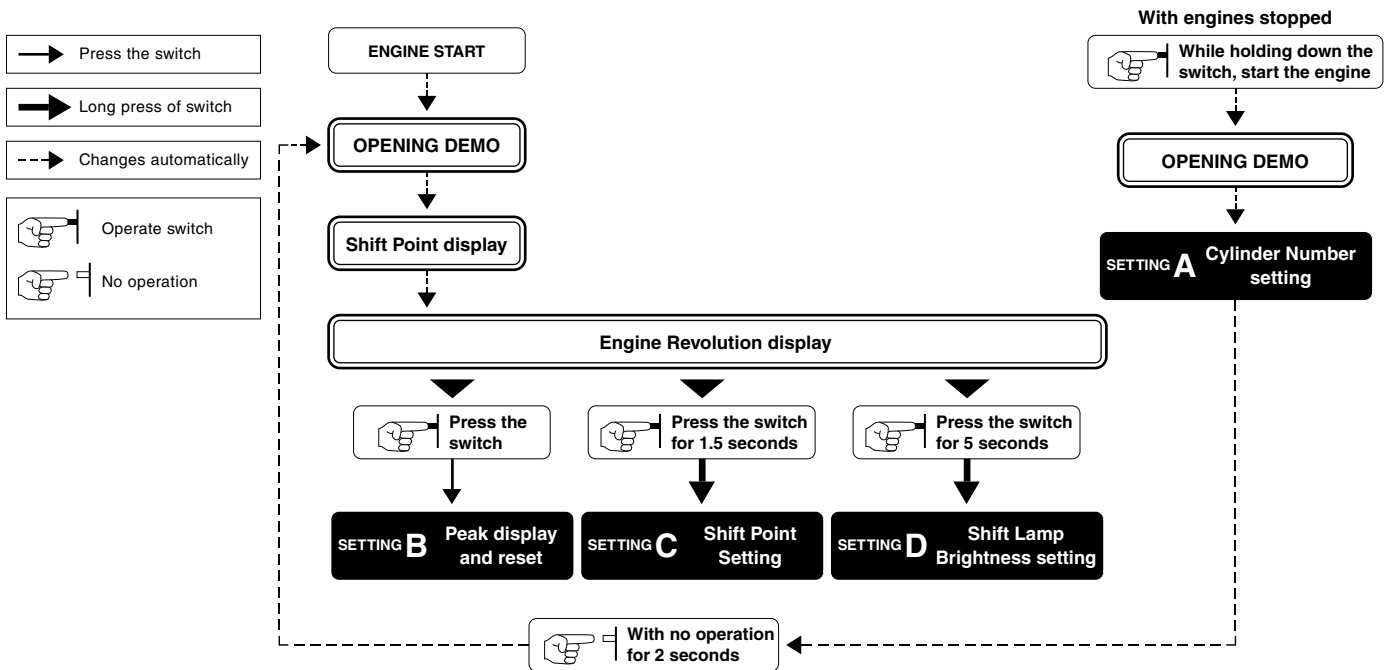 Press the switch
Long press of switch
Changes automatically
Operate switch
No operation
ENGINE START
OPENING DEMO
Shift Point display
Engine Revolution display
Press the
switch
Press the switch
for 1.5 seconds
Press the switch
for 5 seconds
SETTING B Peak display
and reset
SETTING C Shift Point
Setting
SETTING D Shift Lamp
Brightness setting
With no operation
for 2 seconds
With engines stopped
While holding down the
switch, start the engine
OPENING DEMO
SETTING A Cylinder Number
setting